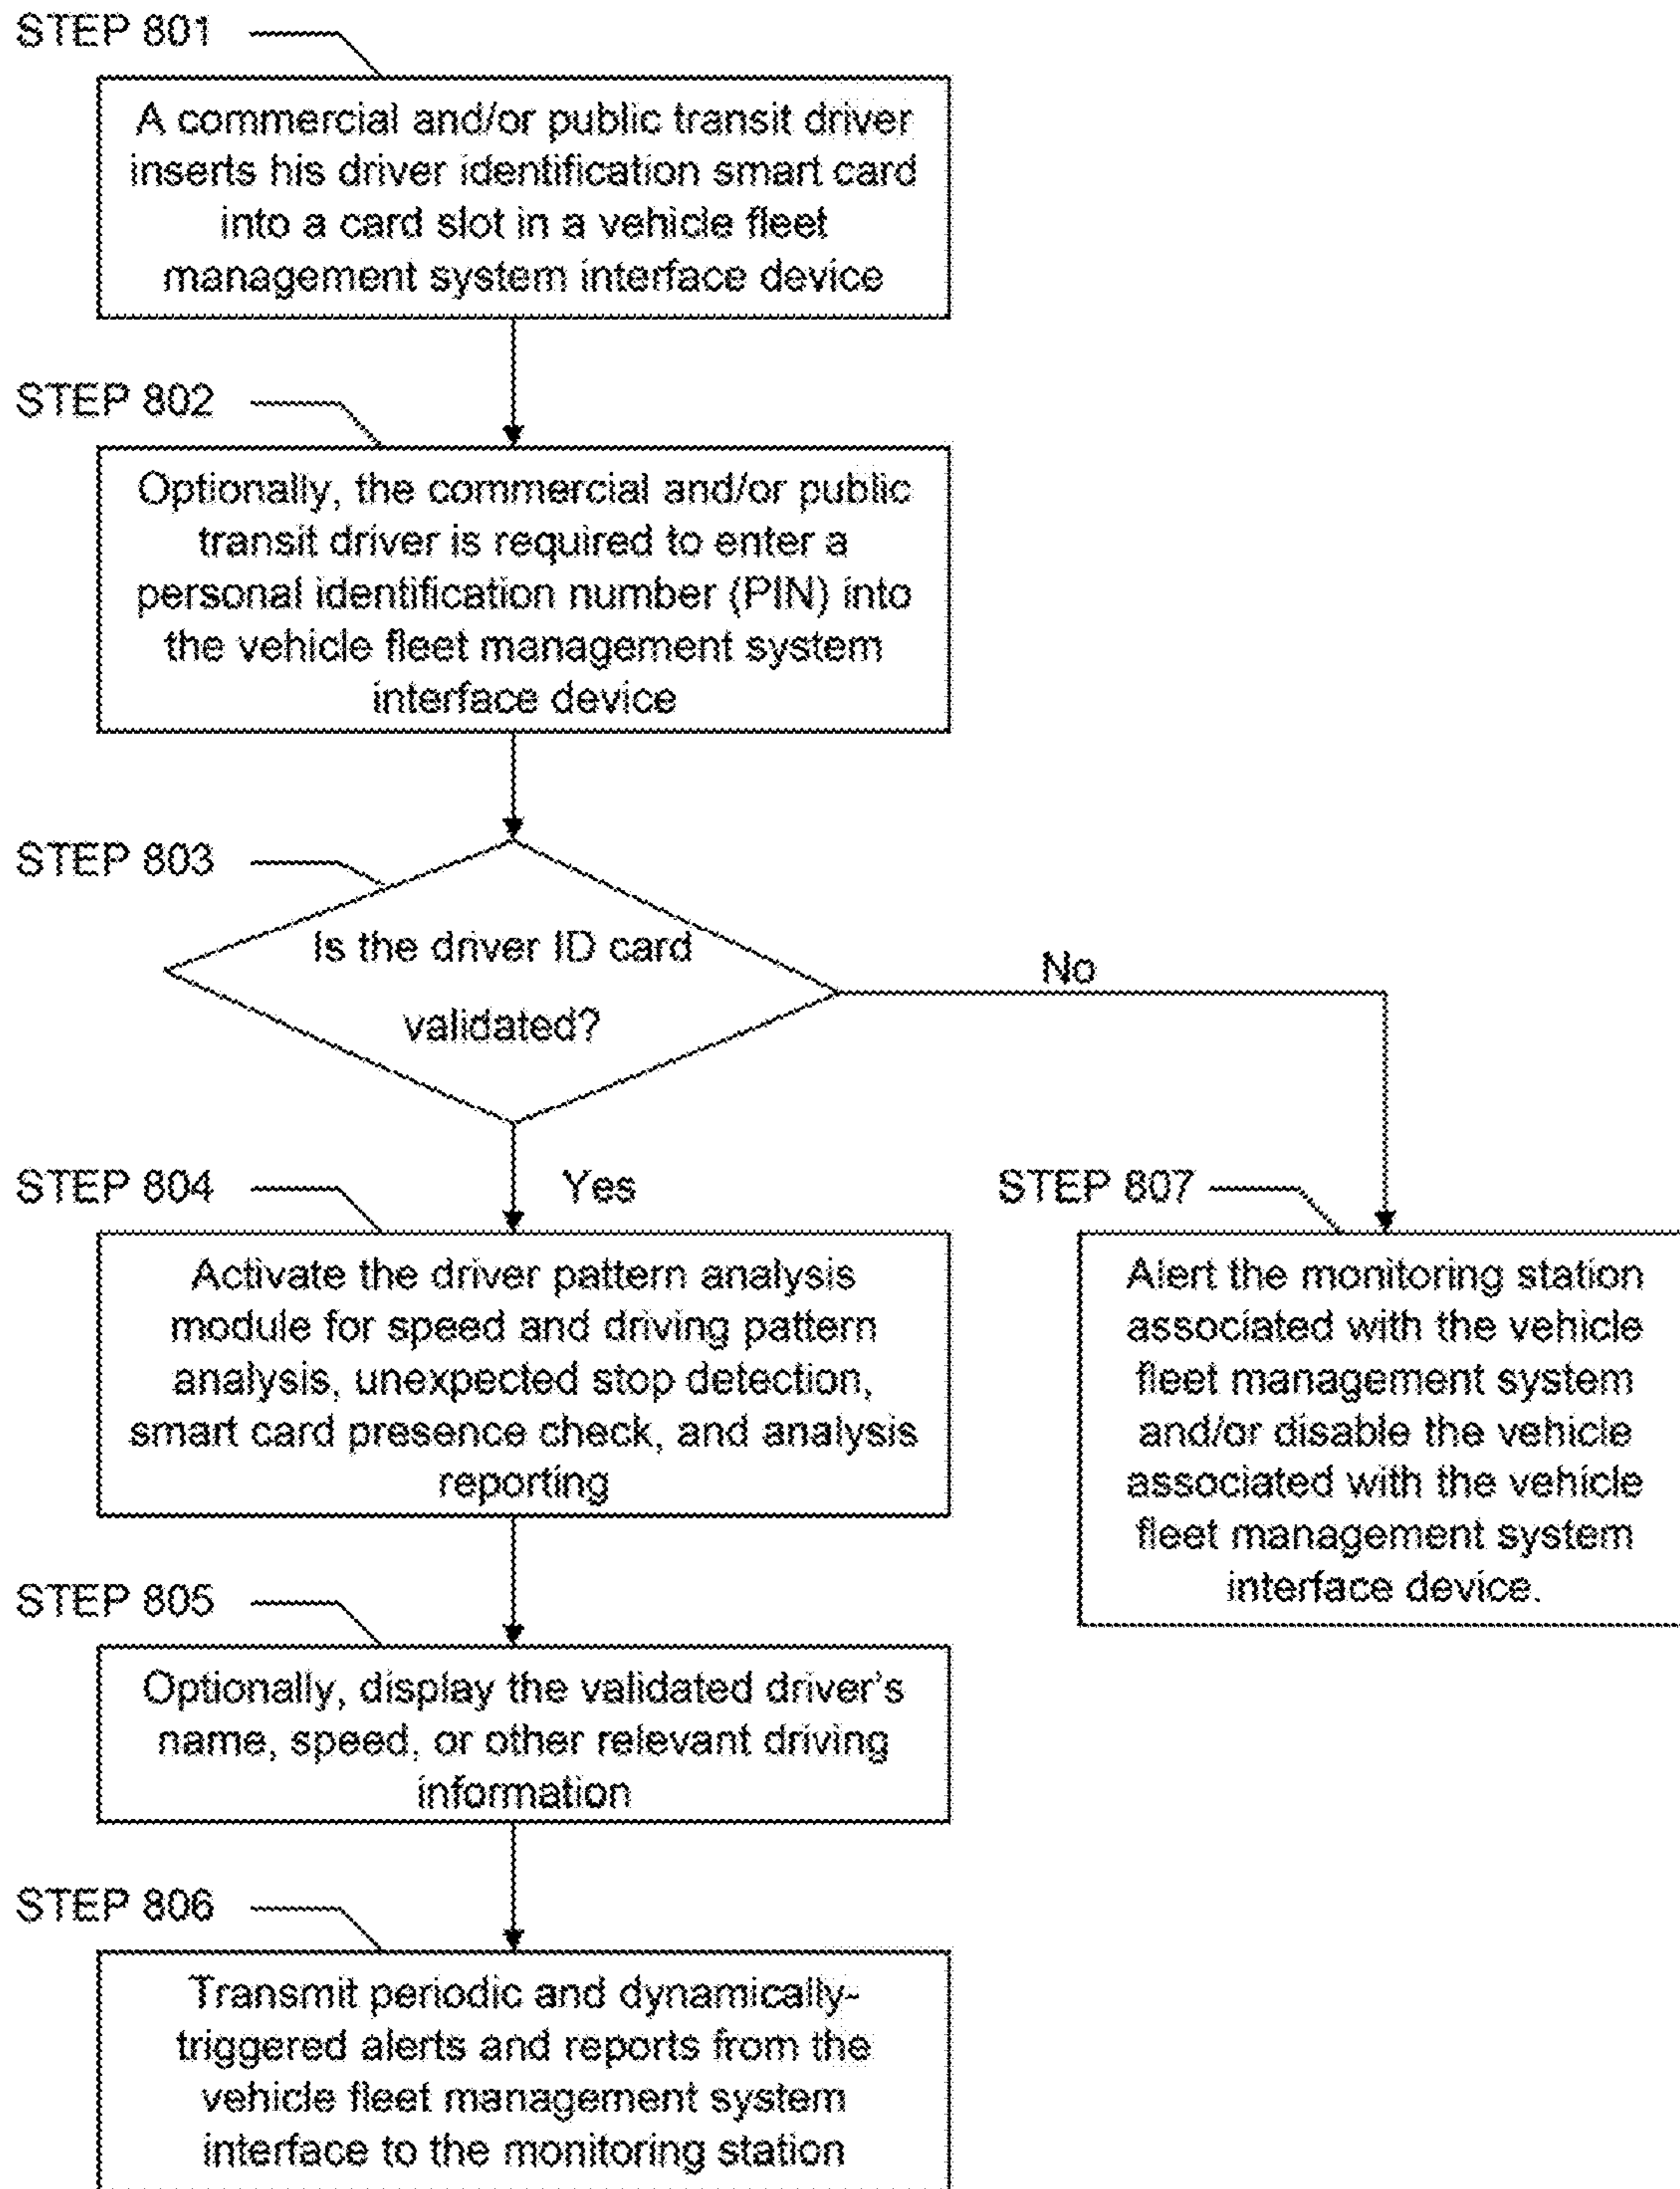 STEP 801
A commercial and/or public transit driver
inserts his driver identification smart card
into a card slot in a vehicle fleet
management system interface device
STEP 802
Optionally, the commercial and/or public
transit driver is required to enter a
personal identification number (PIN) into
the vehicle fleet management system
interface device
STEP 803
Is the driver ID card
validated?
No
STEP 804
Yes
Activate the driver pattern analysis
module for speed and driving pattern
analysis, unexpected stop detection,
smart card presence check, and analysis
reporting
STEP 807
Alert the monitoring station
associated with the vehicle
fleet management system
and/or disable the vehicle
associated with the vehicle
fleet management system
interface device.
STEP 805
Optionally, display the validated driver's
name, speed, or other relevant driving
information
STEP 806
Transmit periodic and dynamically-
triggered alerts and reports from the
vehicle fleet management system
interface to the monitoring station